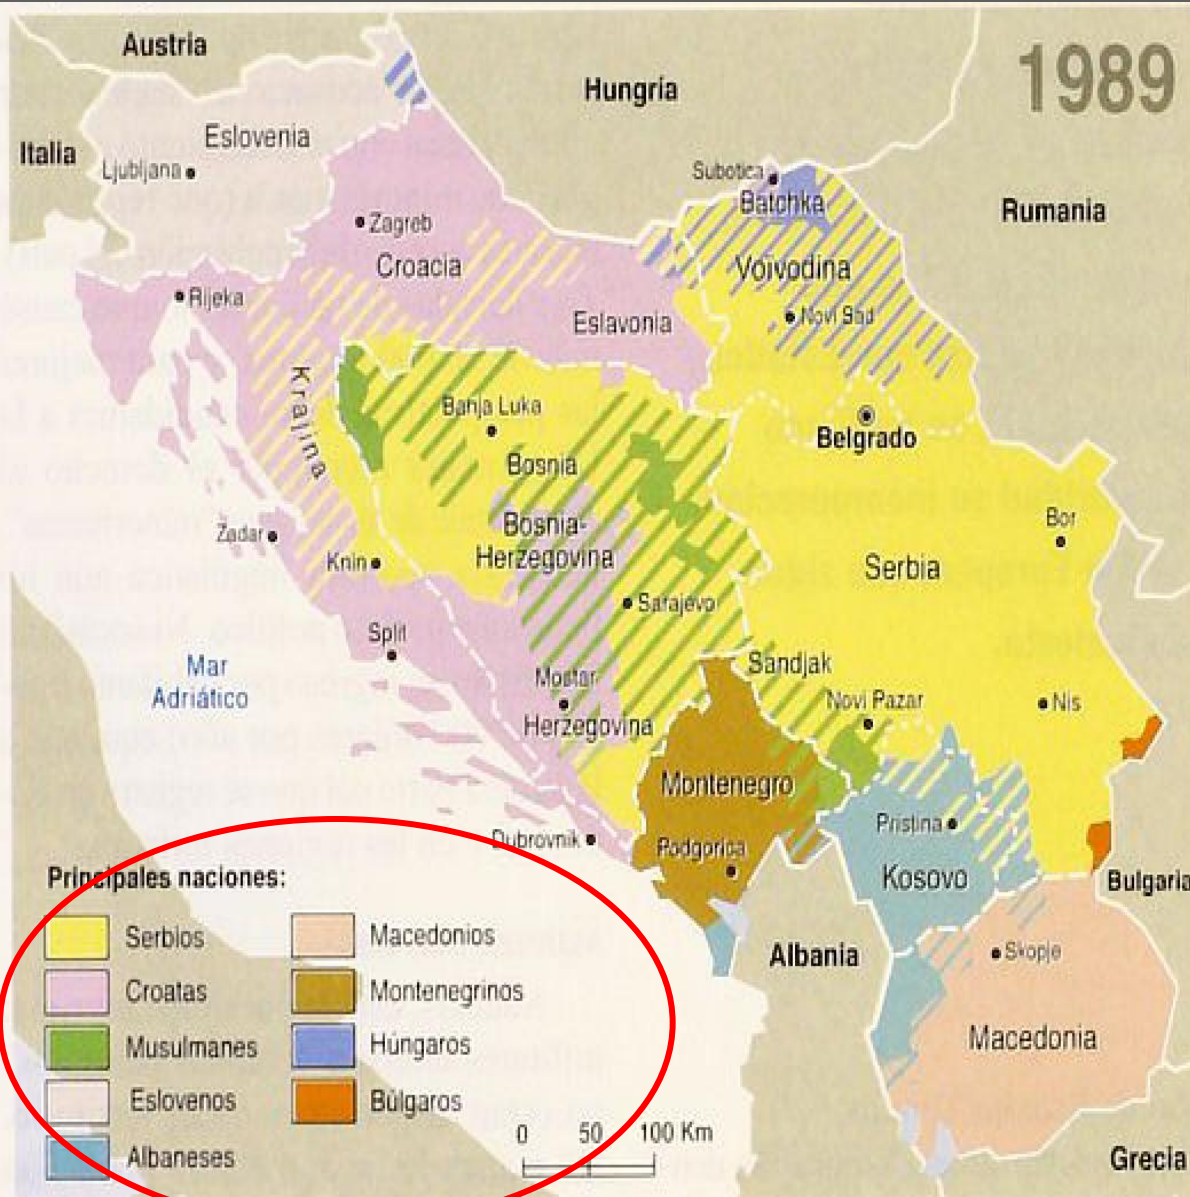 Austria
1989
Hungría
Eslovenia
Italia
Ljubljana
Subotica
Batchka
Rumania
Zagreb
Croacia
Voivodina
Rijeka
Novi Sad
Eslavonia
Krajina
Banja Luka
Belgrado
Bosnia
Bor
Bosnia-
Herzegovina
Zadar
Knin
Serbia
Sarajevo
Split
Mar
Adriático
Sandjak
Mostar
Novi Pazar
Nis
Herzegovina
Montenegro
Pristina
Dubrovnik
Podgorica
Kosovo
Bulgaria
Principales naciones:
Serbios
Croatas
Musulmanes
Eslovenos
Albaneses
Macedonios
Montenegrinos
Húngaros
Búlgaros
Albania
Skopje
Macedonia
0 50 100 Km
Grecia